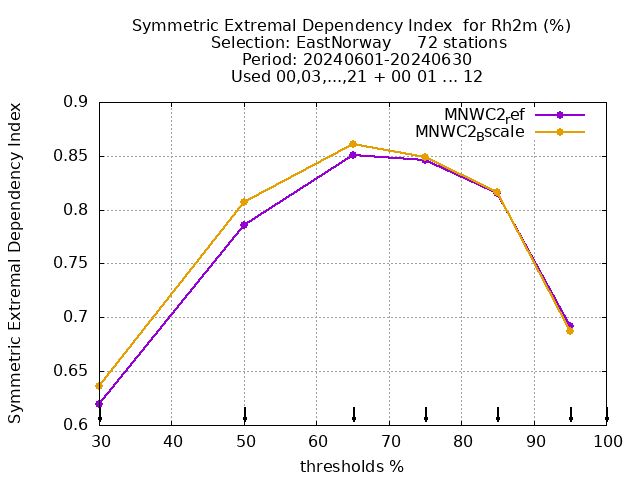 Symmetric Extremal Dependency Index  for Rh2m (%)
Selection: EastNorway     72 stations
Period: 20240601-20240630
Used 00,03,...,21 + 00 01 ... 12
Symmetric Extremal Dependency Index
0.9
0.85
0.8
0.75
0.7
0.65
0.6
MNWC2ref
MNWC2Bscale
30 40 50 60 70 80 90 100
thresholds %